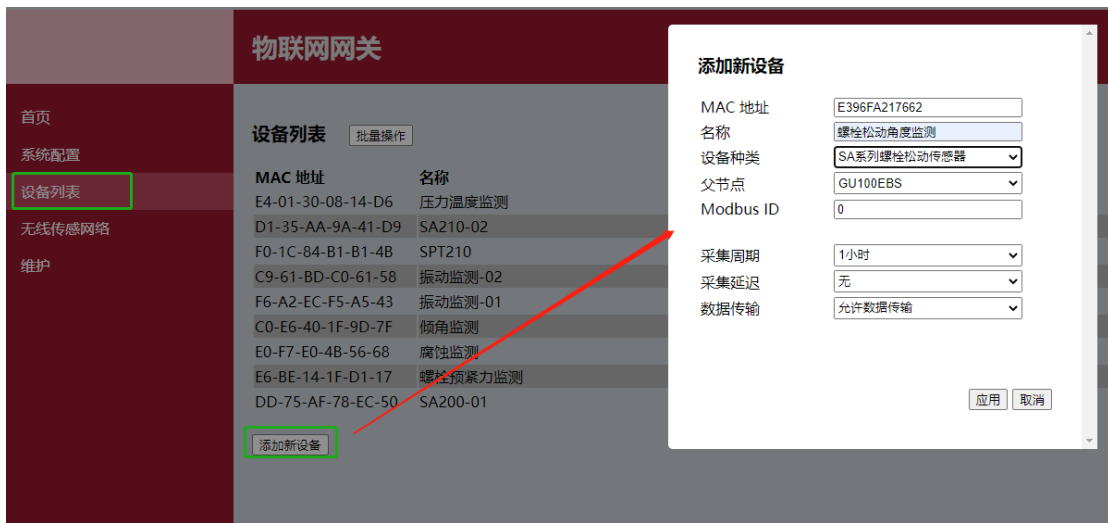 物联网网关
首页
系统配置
设备列表
无线传感网络
维护
设备列表 批量操作
MAC 地址 名称
E4-01-30-08-14-D6 压力温度监测
D1-35-AA-9A-41-D9 SA210-02
F0-1C-84-B1-B1-4B SPT210
C9-61-BD-C0-61-58 振动监测-02
F6-A2-EC-F5-A5-43 振动监测-01
C0-E6-40-1F-9D-7F 倾角监测
E0-F7-E0-4B-56-68 腐蚀监测
E6-BE-14-1F-D1-17 螺栓预紧力监测
DD-75-AF-78-EC-50 SA200-01
添加新设备
添加新设备
MAC 地址 E396FA217662
名称 螺栓松动角度监测
设备种类 SA系列螺栓松动传感器
父节点 GU100EBS
Modbus ID 0
采集周期 1小时
采集延迟 无
数据传输 允许数据传输
应用 取消